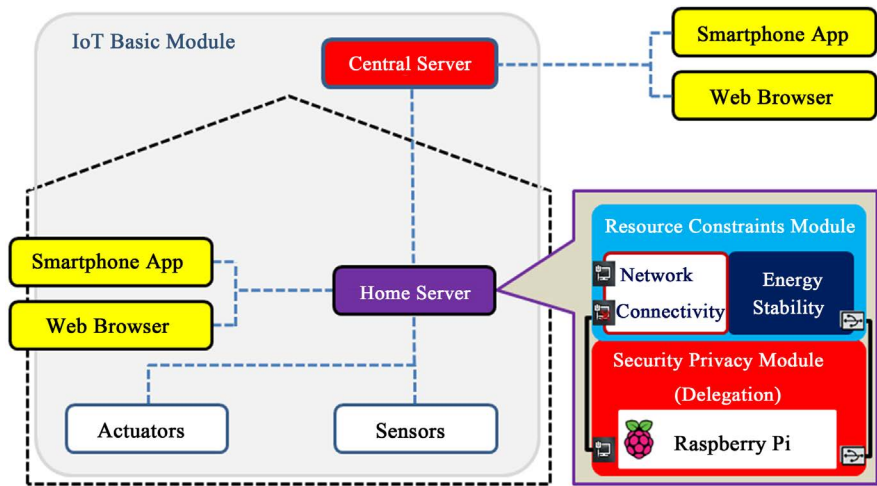 IoT Basic Module
Central Server
Smartphone App
Web Browser
Smartphone App
Web Browser
Home Server
Actuators
Sensors
Resource Constraints Module
Network
Connectivity
Energy
Stability
Security Privacy Module
(Delegation)
Raspberry Pi